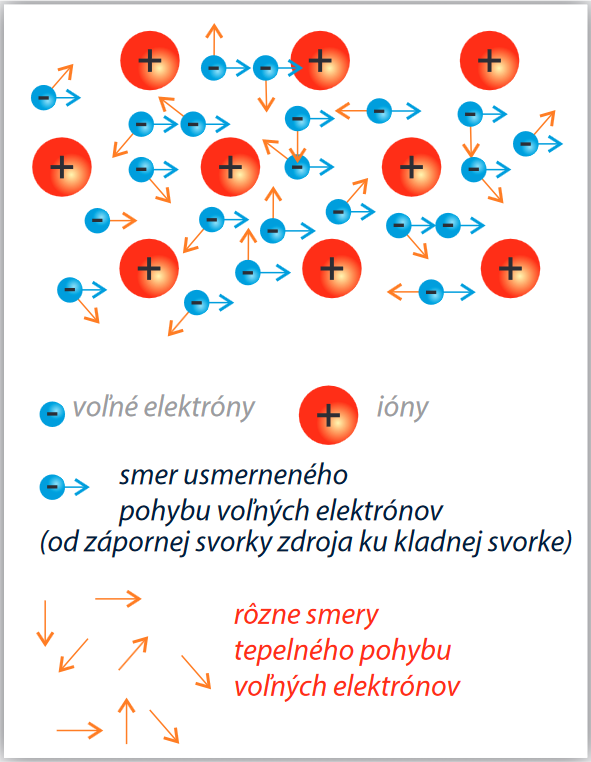 voľné elektróny
ióny
smer usmerneného
pohybu voľných elektrónov
(od zápornej svorky zdroja ku kladnej svorke)
rôzne smery
tepelného pohybu
voľných elektrónov